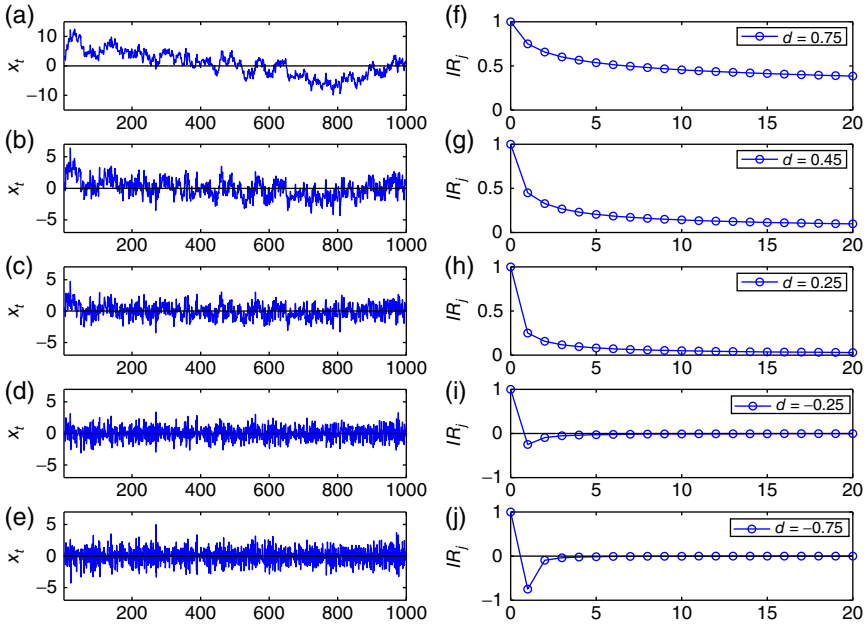 (a)
x_t
10
0
−10
200 400 600 800 1000
(f)
IR_j
1
0.5
0
d = 0.75
0 5 10 15 20
(b)
x_t
5
0
−5
200 400 600 800 1000
(g)
IR_j
1
0.5
0
d = 0.45
0 5 10 15 20
(c)
x_t
5
0
−5
200 400 600 800 1000
(h)
IR_j
1
0.5
0
d = 0.25
0 5 10 15 20
(d)
x_t
5
0
−5
200 400 600 800 1000
(i)
IR_j
1
0
−1
d = −0.25
0 5 10 15 20
(e)
x_t
5
0
−5
200 400 600 800 1000
(j)
IR_j
1
0
−1
d = −0.75
0 5 10 15 20